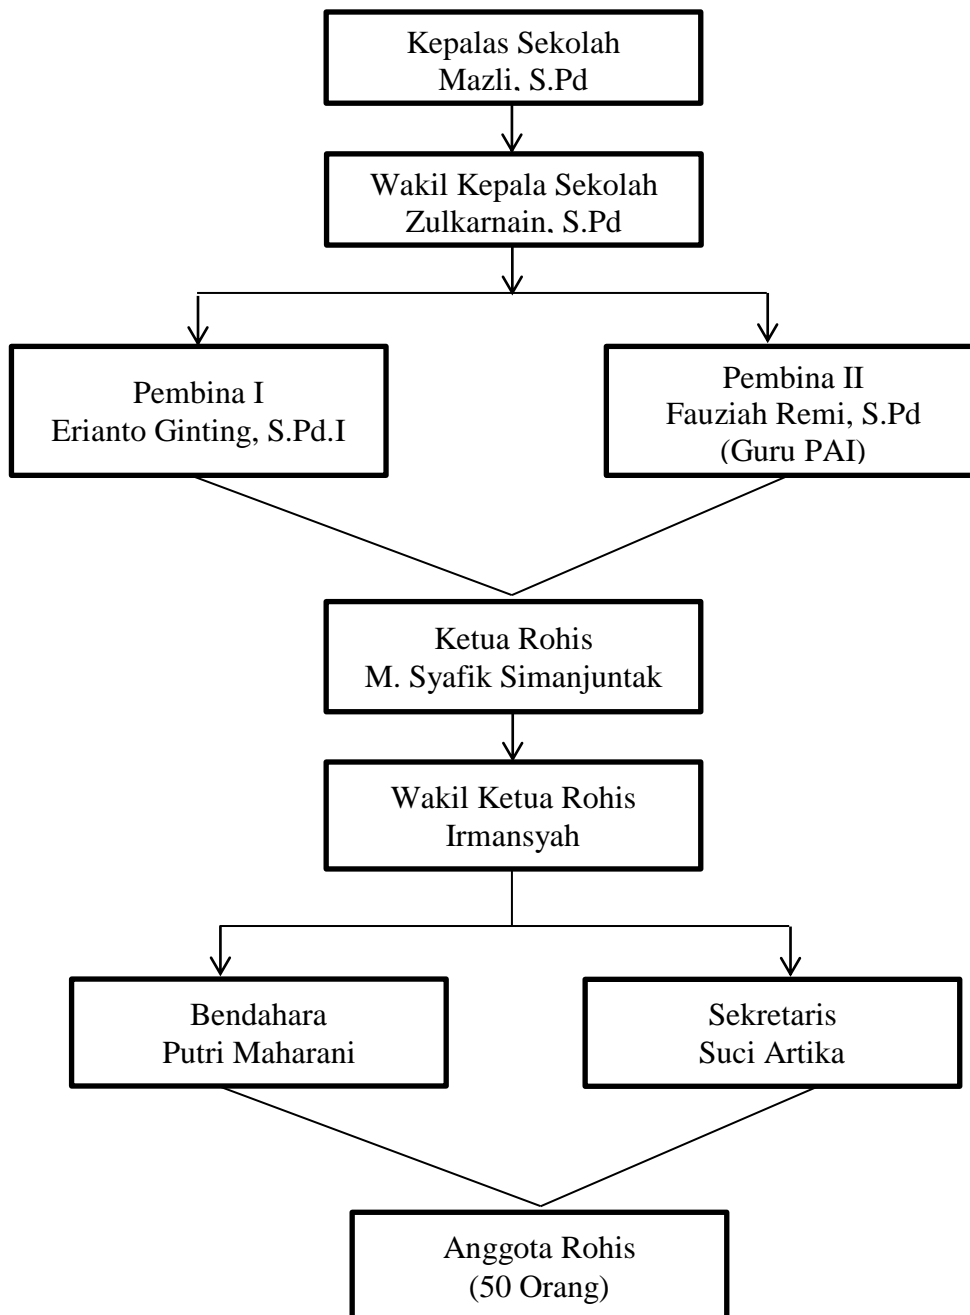 Kepalas Sekolah
Mazli, S.Pd
Wakil Kepala Sekolah
Zulkarnain, S.Pd
Pembina I
Erianto Ginting, S.Pd.I
Pembina II
Fauziah Remi, S.Pd
(Guru PAI)
Ketua Rohis
M. Syafik Simanjuntak
Wakil Ketua Rohis
Irmansyah
Bendahara
Putri Maharani
Sekretaris
Suci Artika
Anggota Rohis
(50 Orang)